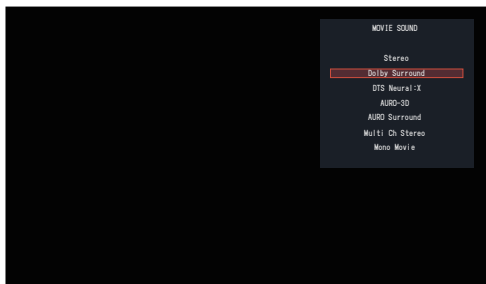 MOVIE SOUND
Stereo
Dolby Surround
DTS Neural:X
AURO-3D
AURO Surround
Multi Ch Stereo
Mono Movie